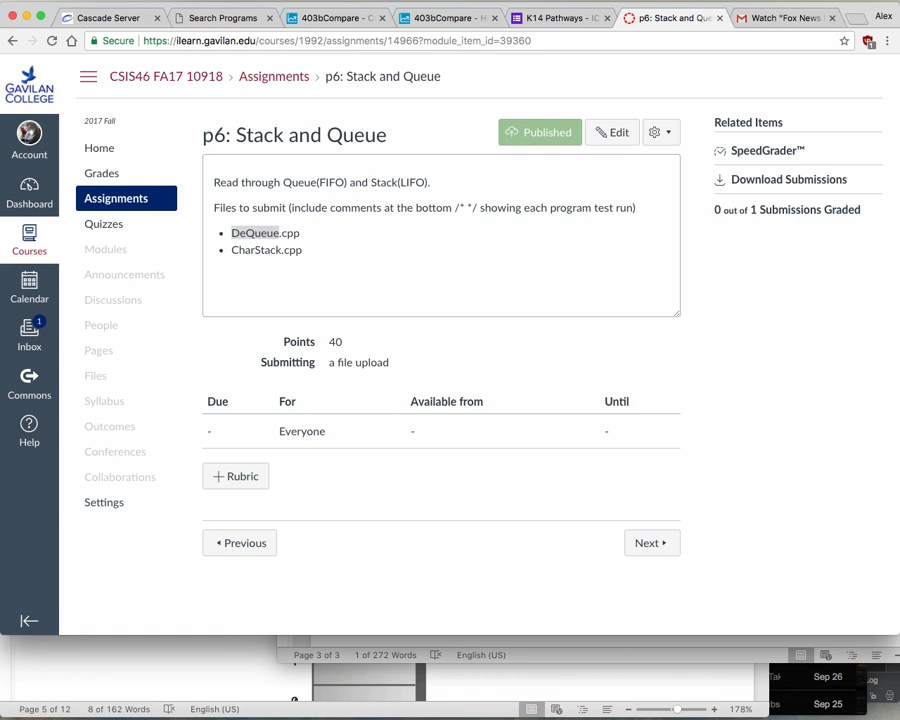 Cascade Server
Search Programs
403bCompare - C
403bCompare - H
K14 Pathways - IC
p6: Stack and Que
Watch "Fox News
Alex
Secure
https://ilearn.gavilan.edu/courses/1992/assignments/14966?module_item_id=39360
1
GAVILAN
COLLEGE
CSIS46 FA17 10918 › Assignments › p6: Stack and Queue
Account
Dashboard
Courses
Calendar
1
Inbox
Commons
?
Help
2017 Fall
Home
Grades
Assignments
Quizzes
Modules
Announcements
Discussions
People
Pages
Files
Syllabus
Outcomes
Conferences
Collaborations
Settings
p6: Stack and Queue
Published
Edit
Read through Queue(FIFO) and Stack(LIFO).
Files to submit (include comments at the bottom /* */ showing each program test run)
• DeQueue.cpp
• CharStack.cpp
Points 40
Submitting a file upload
Due For Available from Until
- Everyone - -
+ Rubric
Previous
Next
Related Items
SpeedGrader™
Download Submissions
0 out of 1 Submissions Graded
Page 3 of 3 1 of 272 Words English (US)
Sep 26
Sep 25
Page 5 of 12 8 of 162 Words English (US)
− + 178%